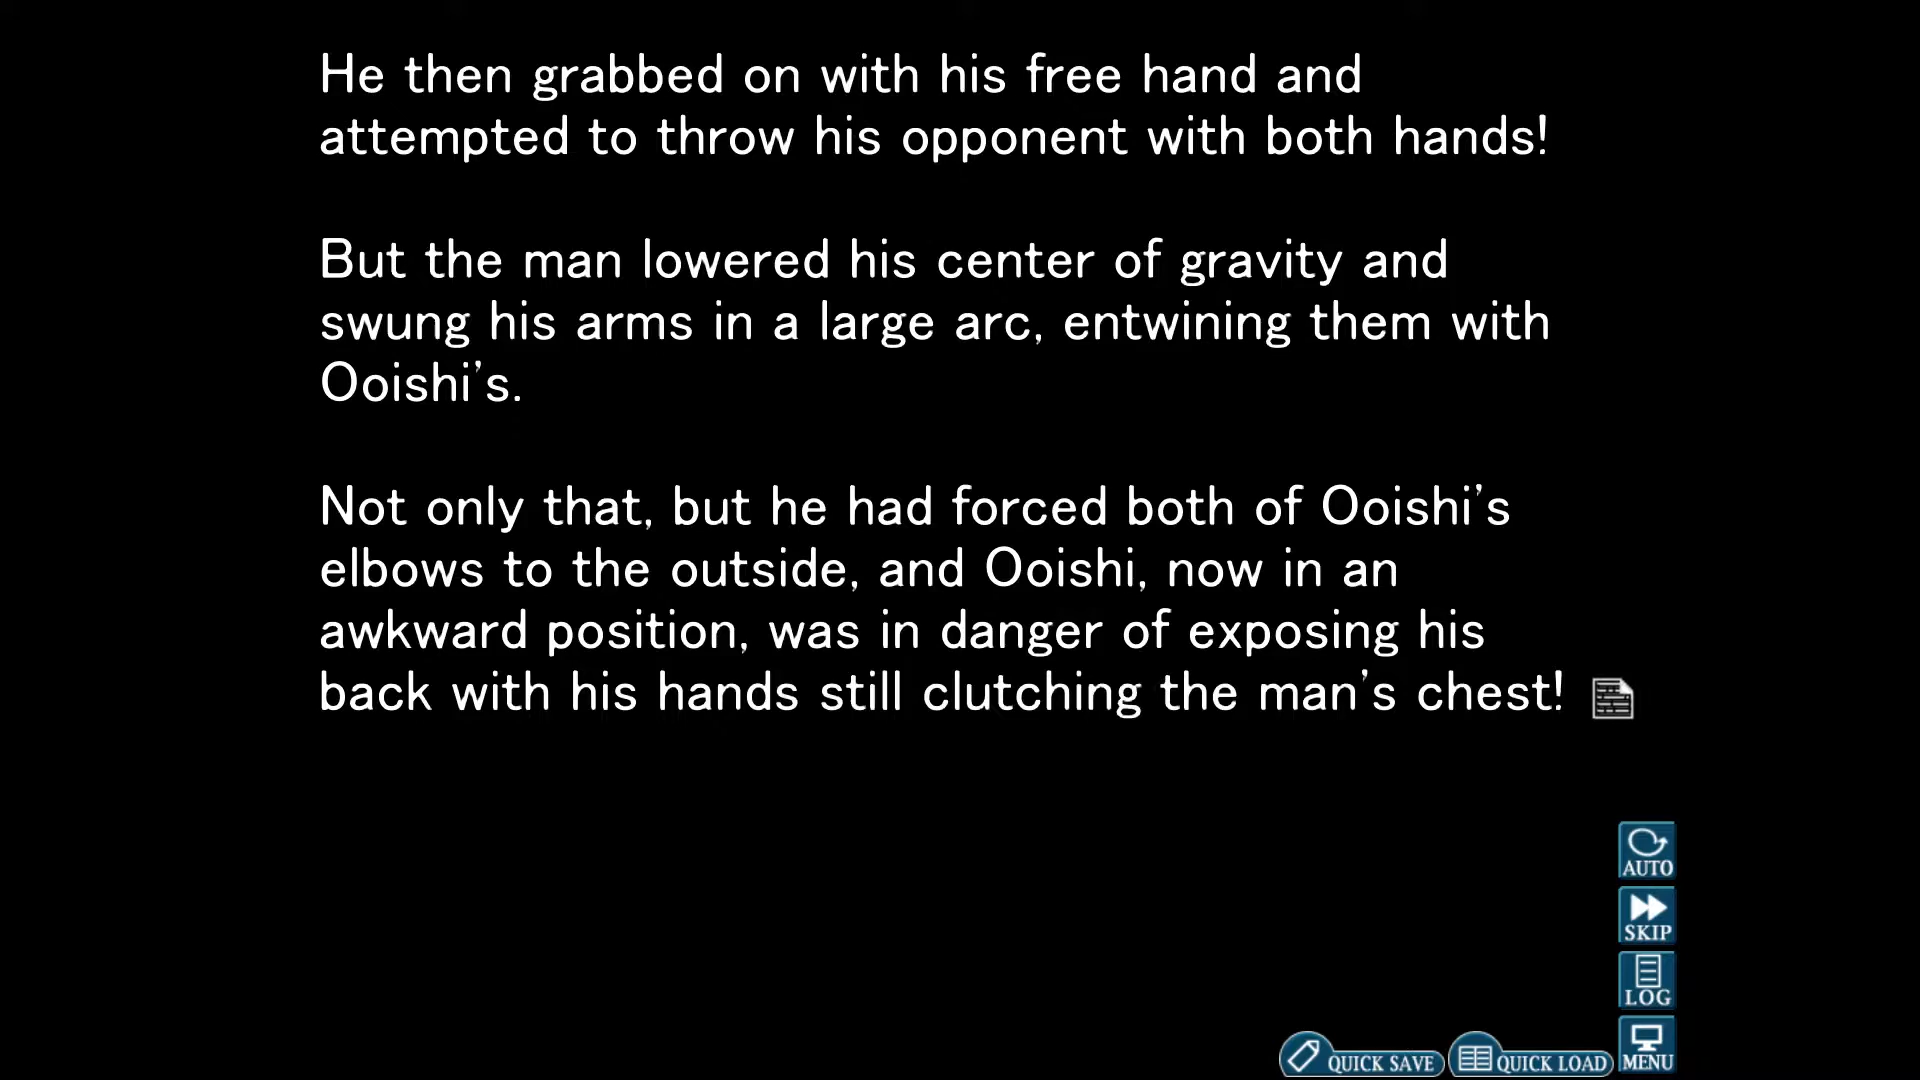 He then grabbed on with his free hand and
attempted to throw his opponent with both hands!
But the man lowered his center of gravity and
swung his arms in a large arc, entwining them with
Ooishi's.
Not only that, but he had forced both of Ooishi's
elbows to the outside, and Ooishi, now in an
awkward position, was in danger of exposing his
back with his hands still clutching the man's chest!
AUTO
SKIP
LOG
MENU
QUICK SAVE
QUICK LOAD